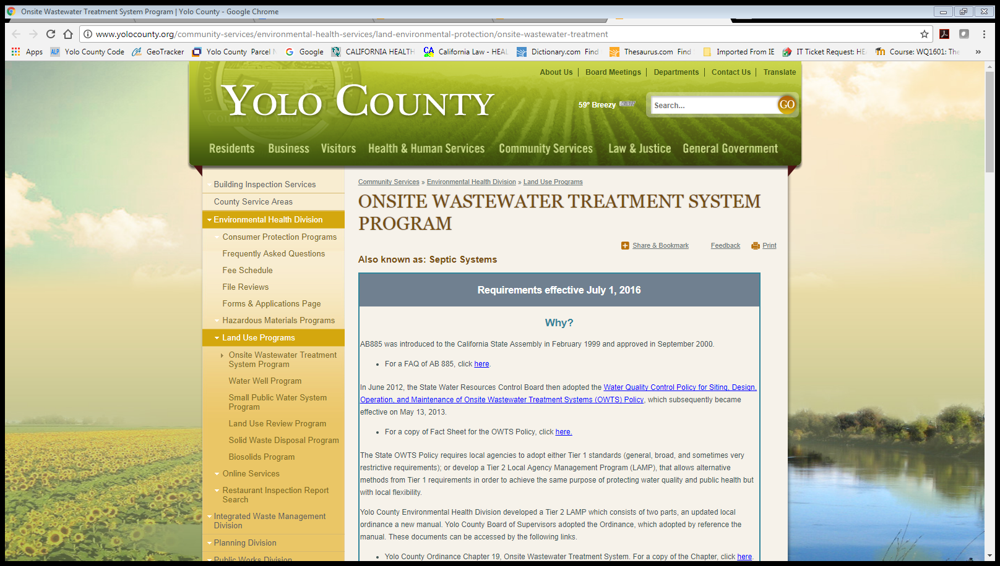 Onsite Wastewater Treatment System Program | Yolo County - Google Chrome
www.yolocounty.org/community-services/environmental-health-services/land-environmental-protection/onsite-wastewater-treatment
Apps ALP Yolo County Code GeoTracker Yolo County Parcel Google CALIFORNIA HEALTH CA California Law - HEAL Dictionary.com Find Thesaurus.com Find Imported From IE IT Ticket Request: HE Course: WQ1601: The
About Us | Board Meetings | Departments | Contact Us | Translate
YOLO COUNTY
59° Breezy
Search...
GO
Residents Business Visitors Health & Human Services Community Services Law & Justice General Government
Building Inspection Services
County Service Areas
Environmental Health Division
Consumer Protection Programs
Frequently Asked Questions
Fee Schedule
File Reviews
Forms & Applications Page
Hazardous Materials Programs
Land Use Programs
Onsite Wastewater Treatment
System Program
Water Well Program
Small Public Water System
Program
Land Use Review Program
Solid Waste Disposal Program
Biosolids Program
Online Services
Restaurant Inspection Report
Search
Integrated Waste Management
Division
Planning Division
Public Works Division
Community Services » Environmental Health Division » Land Use Programs
ONSITE WASTEWATER TREATMENT SYSTEM
PROGRAM
Share & Bookmark Feedback Print
Also known as: Septic Systems
Requirements effective July 1, 2016
Why?
AB885 was introduced to the California State Assembly in February 1999 and approved in September 2000.
• For a FAQ of AB 885, click here.
In June 2012, the State Water Resources Control Board then adopted the Water Quality Control Policy for Siting, Design,
Operation, and Maintenance of Onsite Wastewater Treatment Systems (OWTS) Policy, which subsequently became
effective on May 13, 2013.
• For a copy of Fact Sheet for the OWTS Policy, click here.
The State OWTS Policy requires local agencies to adopt either Tier 1 standards (general, broad, and sometimes very
restrictive requirements); or develop a Tier 2 Local Agency Management Program (LAMP), that allows alternative
methods from Tier 1 requirements in order to achieve the same purpose of protecting water quality and public health but
with local flexibility.
Yolo County Environmental Health Division developed a Tier 2 LAMP which consists of two parts, an updated local
ordinance a new manual. Yolo County Board of Supervisors adopted the Ordinance, which adopted by reference the
manual. These documents can be accessed by the following links.
• Yolo County Ordinance Chapter 19, Onsite Wastewater Treatment System. For a copy of the Chapter, click here.